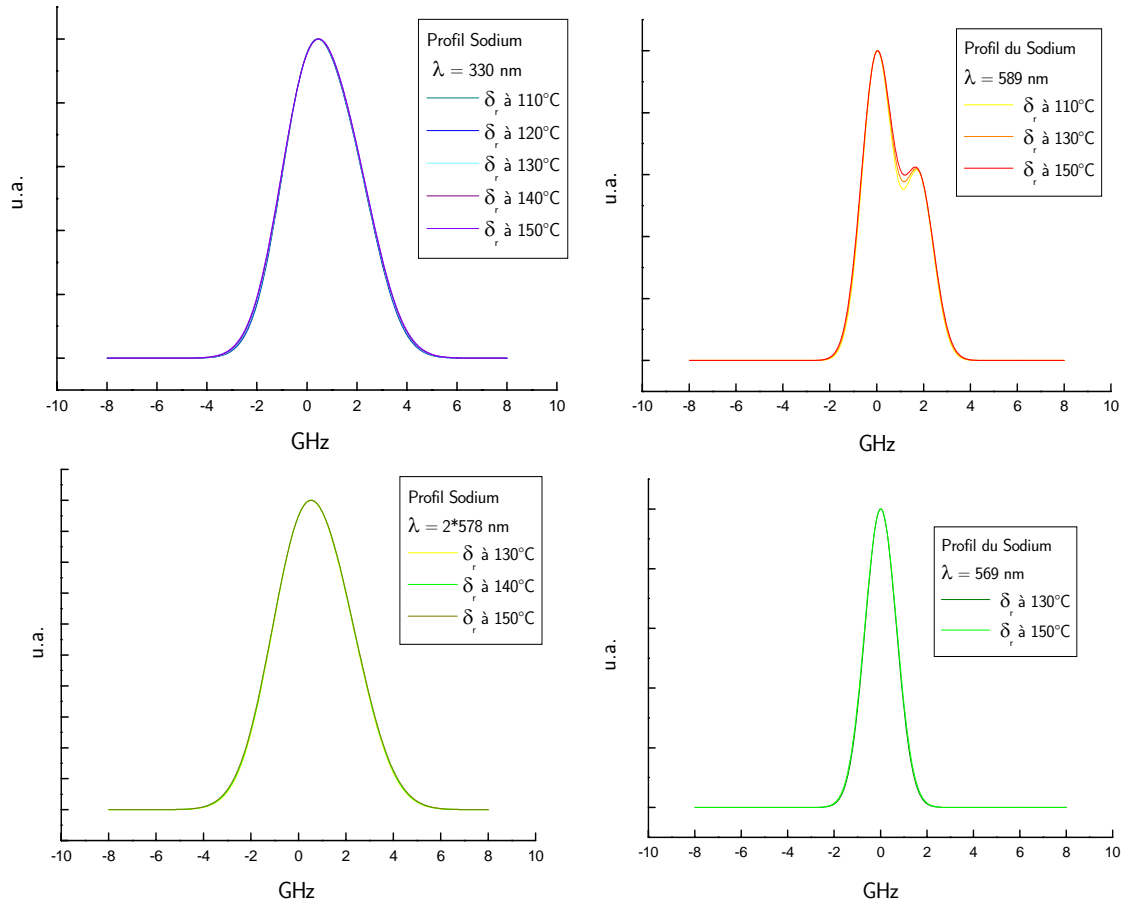 Profil Sodium
λ = 330 nm
δr à 110°C
δr à 120°C
δr à 130°C
δr à 140°C
δr à 150°C
u.a.
-10 -8 -6 -4 -2 0 2 4 6 8 10
GHz
Profil du Sodium
λ = 589 nm
δr à 110°C
δr à 130°C
δr à 150°C
u.a.
-10 -8 -6 -4 -2 0 2 4 6 8 10
GHz
Profil Sodium
λ = 2*578 nm
δr à 130°C
δr à 140°C
δr à 150°C
u.a.
-10 -8 -6 -4 -2 0 2 4 6 8 10
GHz
Profil du Sodium
λ = 569 nm
δr à 130°C
δr à 150°C
u.a.
-10 -8 -6 -4 -2 0 2 4 6 8 10
GHz